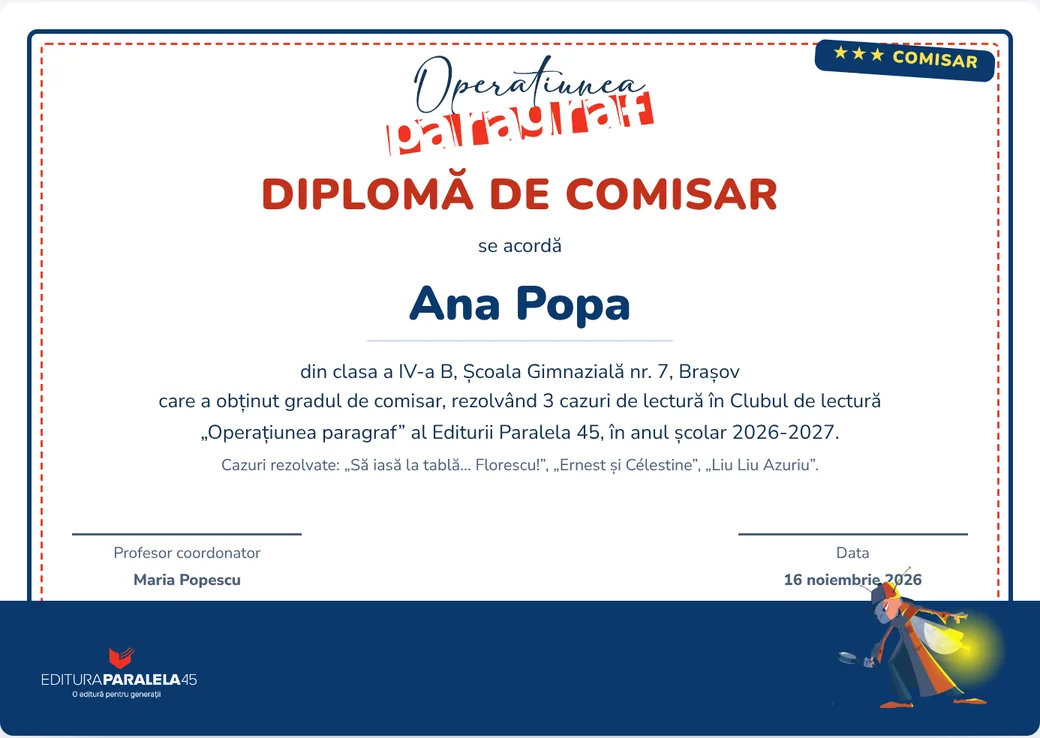 ★★★ COMISAR
Operațiunea
paragraf
DIPLOMĂ DE COMISAR
se acordă
Ana Popa
din clasa a IV-a B, Școala Gimnazială nr. 7, Brașov
care a obținut gradul de comisar, rezolvând 3 cazuri de lectură în Clubul de lectură
„Operațiunea paragraf” al Editurii Paralela 45, în anul școlar 2026-2027.
Cazuri rezolvate: „Să iasă la tablă... Florescu!”, „Ernest și Célestine”, „Liu Liu Azuriu”.
Profesor coordonator
Maria Popescu
Data
16 noiembrie 2026
EDITURA PARALELA 45
O editură pentru generații